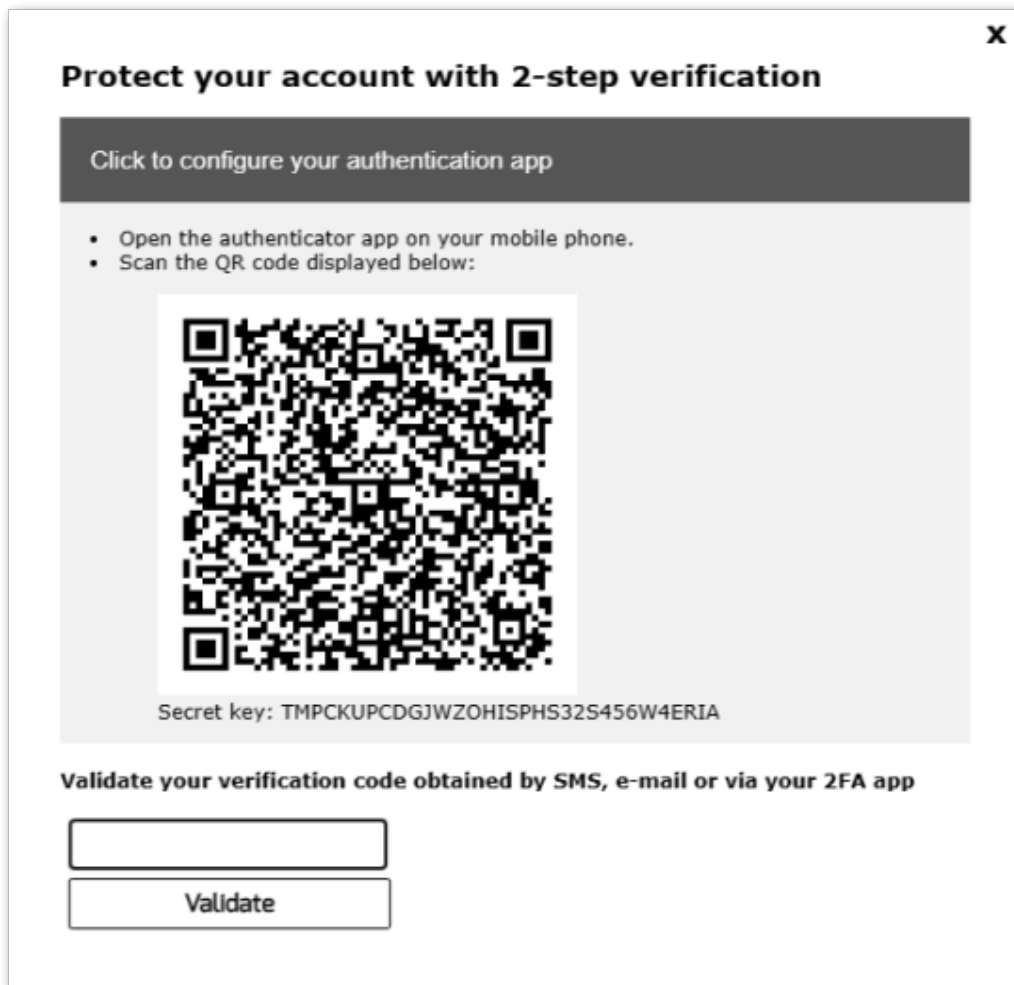 X
Protect your account with 2-step verification
Click to configure your authentication app
• Open the authenticator app on your mobile phone.
• Scan the QR code displayed below:
Secret key: TMPCKUPCDGJWZOHISPHS32S456W4ERIA
Validate your verification code obtained by SMS, e-mail or via your 2FA app
Validate